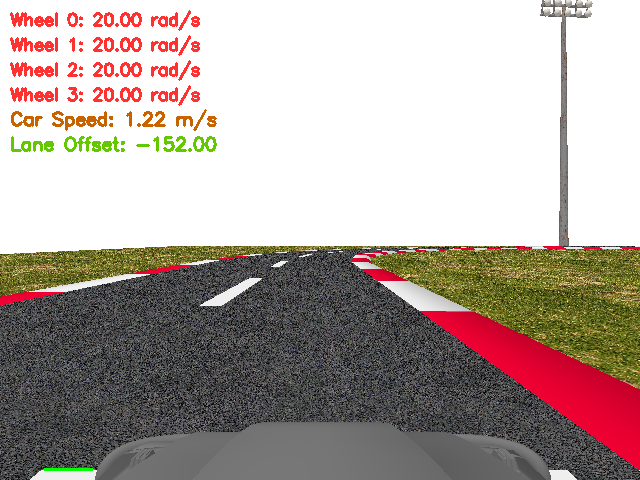 Wheel 0: 20.00 rad/s
Wheel 1: 20.00 rad/s
Wheel 2: 20.00 rad/s
Wheel 3: 20.00 rad/s
Car Speed: 1.22 m/s
Lane Offset: -152.00